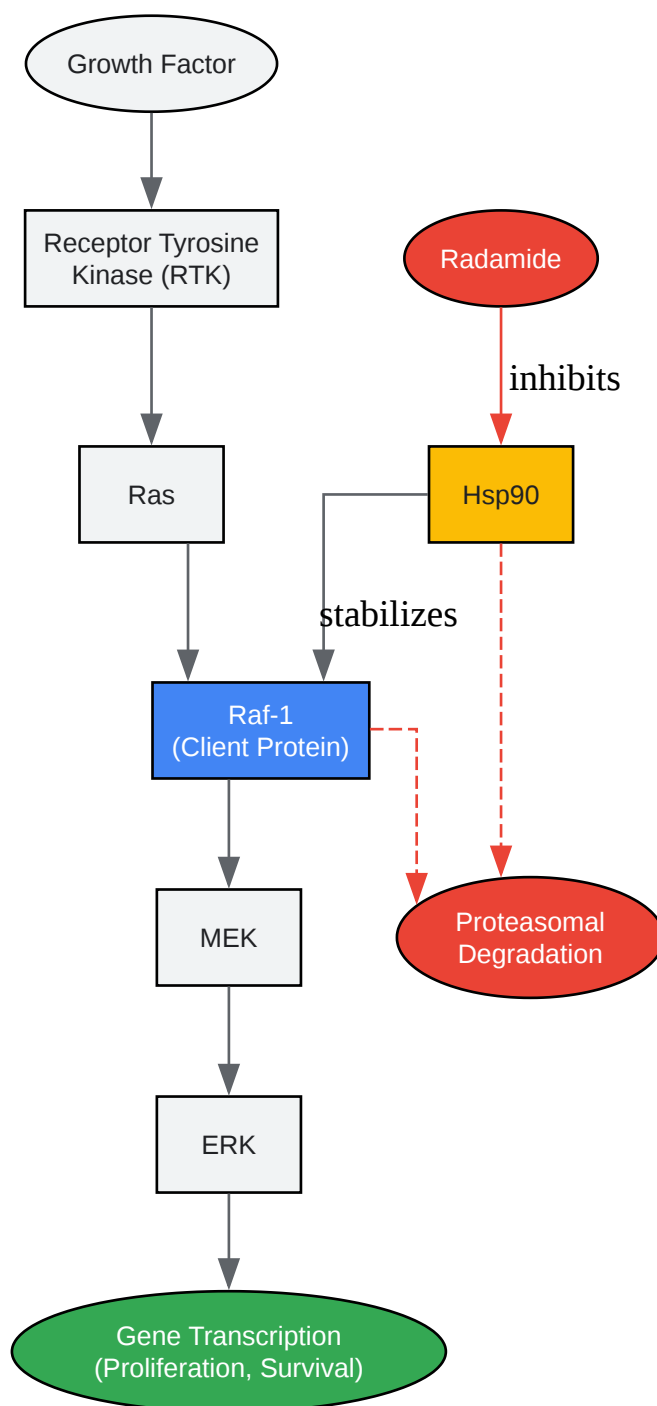 Growth Factor
Receptor Tyrosine
Kinase (RTK)
Radamide
inhibits
Ras
Hsp90
stabilizes
Raf-1
(Client Protein)
MEK
Proteasomal
Degradation
ERK
Gene Transcription
(Proliferation, Survival)